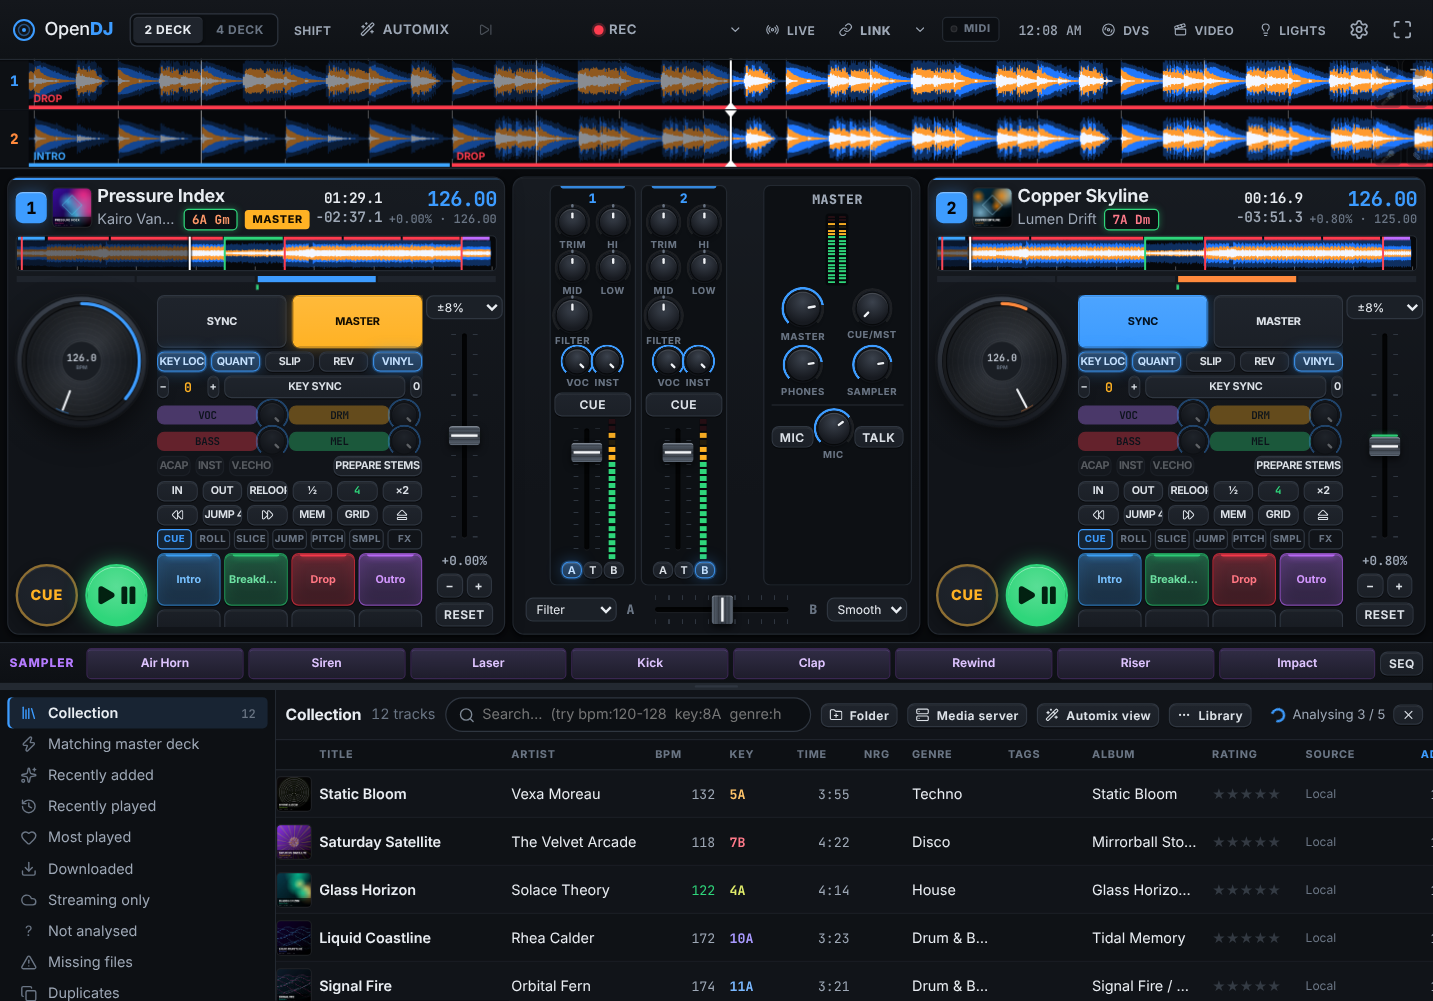 OpenDJ 2 DECK 4 DECK SHIFT AUTOMIX REC LIVE LINK MIDI 12:08 AM DVS VIDEO LIGHTS
1
DROP
2
INTRO DROP
1 Pressure Index 01:29.1 126.00
Kairo Van... 6A Gm MASTER -02:37.1 +0.00% · 126.00
SYNC MASTER ±8%
126.0
BPM
KEY LOC QUANT SLIP REV VINYL
− 0 + KEY SYNC 0
VOC DRM
BASS MEL
ACAP INST V.ECHO PREPARE STEMS
IN OUT RELOOP ½ 4 ×2
JUMP 4 MEM GRID
CUE ROLL SLICE JUMP PITCH SMPL FX
+0.00%
CUE Intro Breakd... Drop Outro
− +
RESET
1 2
TRIM HI TRIM HI
MID LOW MID LOW
FILTER FILTER
VOC INST VOC INST
CUE CUE
A T B A T B
Filter A B Smooth
MASTER
MASTER CUE/MST
PHONES SAMPLER
MIC TALK
MIC
2 Copper Skyline 00:16.9 126.00
Lumen Drift 7A Dm -03:51.3 +0.80% · 125.00
SYNC MASTER ±8%
126.0
BPM
KEY LOC QUANT SLIP REV VINYL
− 0 + KEY SYNC 0
VOC DRM
BASS MEL
ACAP INST V.ECHO PREPARE STEMS
IN OUT RELOOP ½ 4 ×2
JUMP 4 MEM GRID
CUE ROLL SLICE JUMP PITCH SMPL FX
+0.80%
CUE Intro Breakd... Drop Outro
− +
RESET
SAMPLER Air Horn Siren Laser Kick Clap Rewind Riser Impact SEQ
Collection 12
Matching master deck
Recently added
Recently played
Most played
Downloaded
Streaming only
Not analysed
Missing files
Duplicates
Collection 12 tracks Search... (try bpm:120-128 key:8A genre:h Folder Media server Automix view Library Analysing 3 / 5
TITLE ARTIST BPM KEY TIME NRG GENRE TAGS ALBUM RATING SOURCE
Static Bloom Vexa Moreau 132 5A 3:55 Techno Static Bloom ★★★★★ Local
Saturday Satellite The Velvet Arcade 118 7B 4:22 Disco Mirrorball Sto... ★★★★★ Local
Glass Horizon Solace Theory 122 4A 4:14 House Glass Horizo... ★★★★★ Local
Liquid Coastline Rhea Calder 172 10A 3:23 Drum & B... Tidal Memory ★★★★★ Local
Signal Fire Orbital Fern 174 11A 3:21 Drum & B... Signal Fire / ... ★★★★★ Local